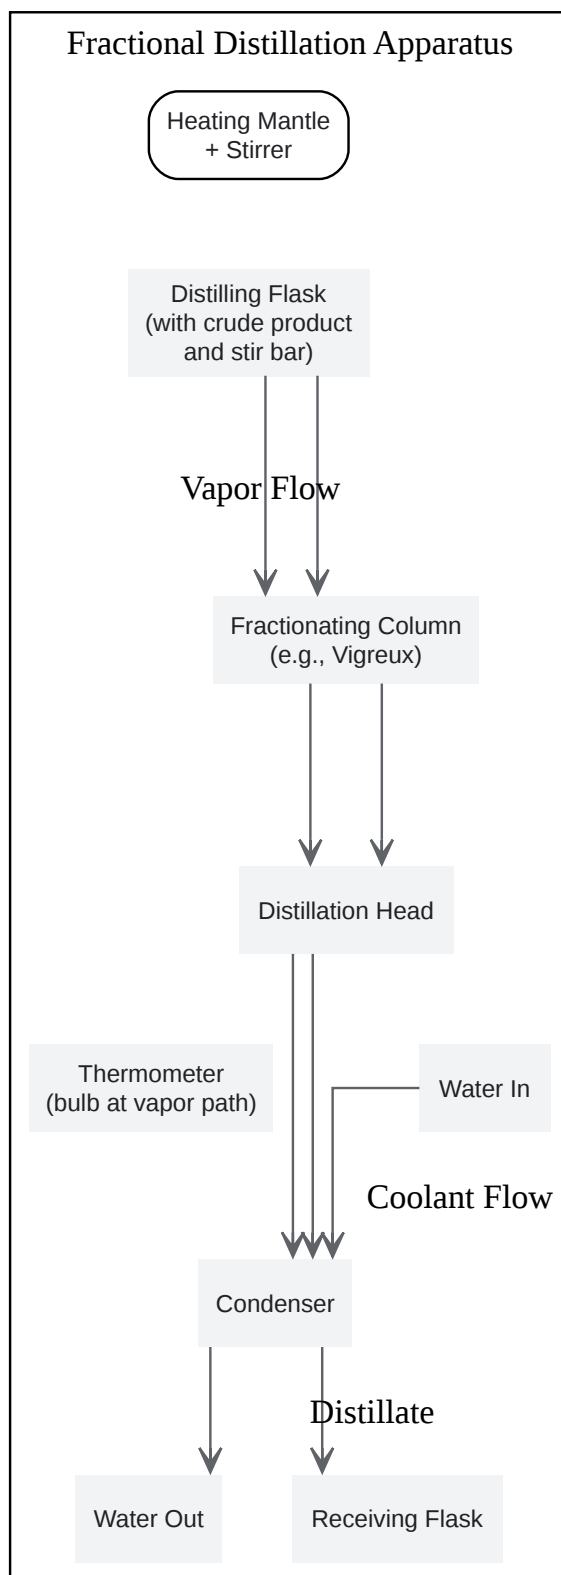 Fractional Distillation Apparatus
Heating Mantle
+ Stirrer
Distilling Flask
(with crude product
and stir bar)
Vapor Flow
Fractionating Column
(e.g., Vigreux)
Distillation Head
Thermometer
(bulb at vapor path)
Water In
Coolant Flow
Condenser
Distillate
Water Out
Receiving Flask